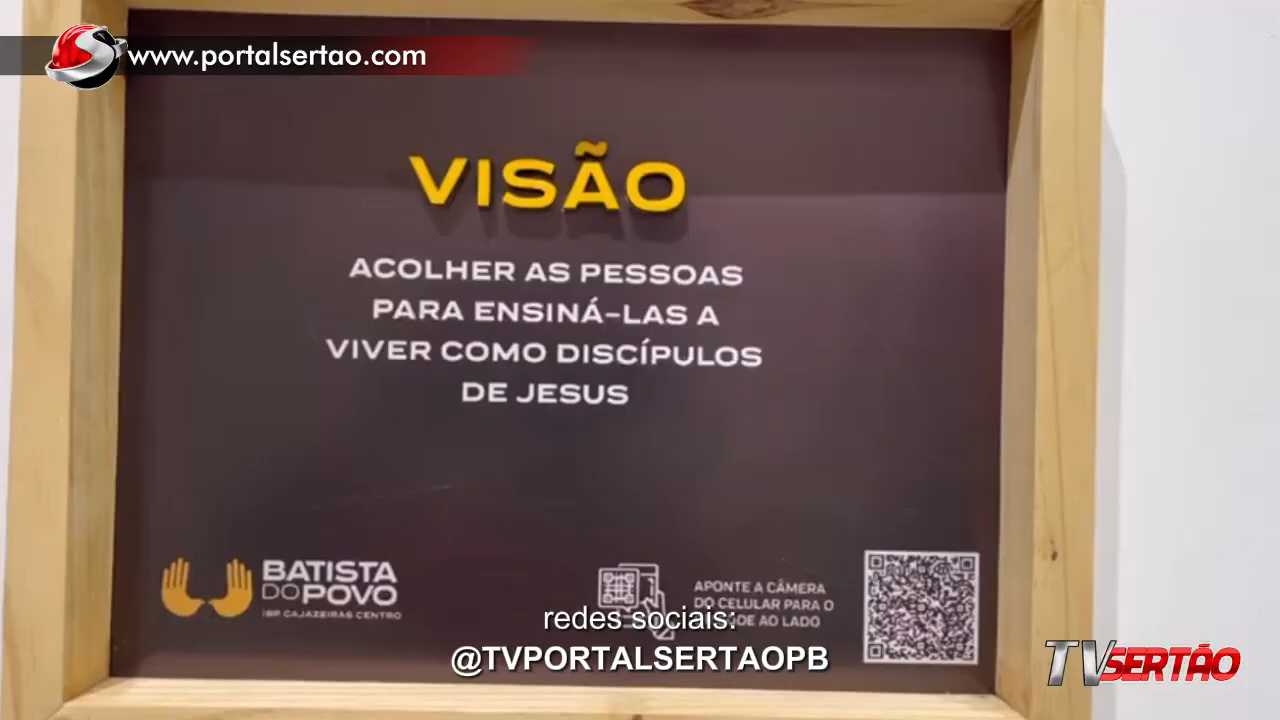 www.portalsertao.com
VISÃO
ACOLHER AS PESSOAS
PARA ENSINÁ-LAS A
VIVER COMO DISCÍPULOS
DE JESUS
BATISTA
DO POVO
IBP CAJAZEIRAS CENTRO
APONTE A CÂMERA
DO CELULAR PARA O
AO LADO
redes sociais:
@TVPORTALSERTAOPB
TV SERTÃO